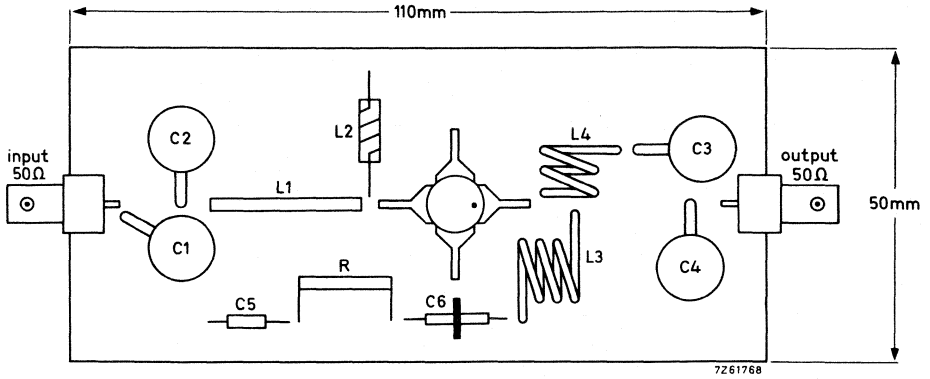 110mm
C2
L2
L4
C3
input
50Ω
output
50Ω
L1
50mm
C1
L3
C4
R
C5
C6
7Z61768